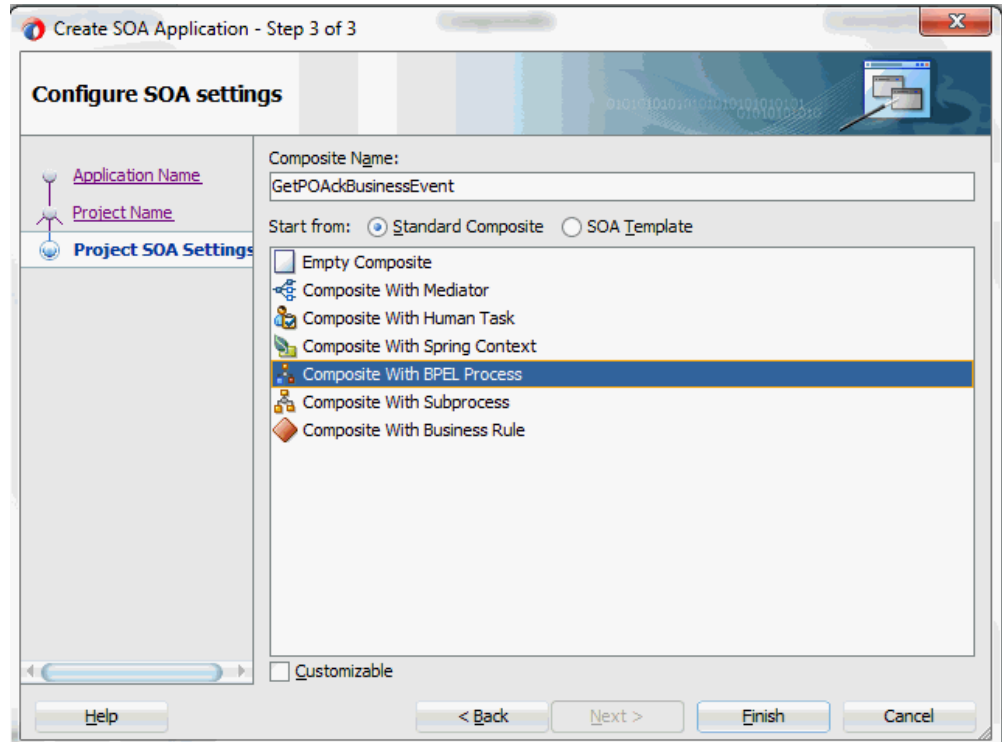 Create SOA Application - Step 3 of 3
Configure SOA settings
Application Name
Project Name
Project SOA Settings
Composite Name:
GetPOAckBusinessEvent
Start from: Standard Composite SOA Template
Empty Composite
Composite With Mediator
Composite With Human Task
Composite With Spring Context
Composite With BPEL Process
Composite With Subprocess
Composite With Business Rule
Customizable
Help < Back Next > Finish Cancel